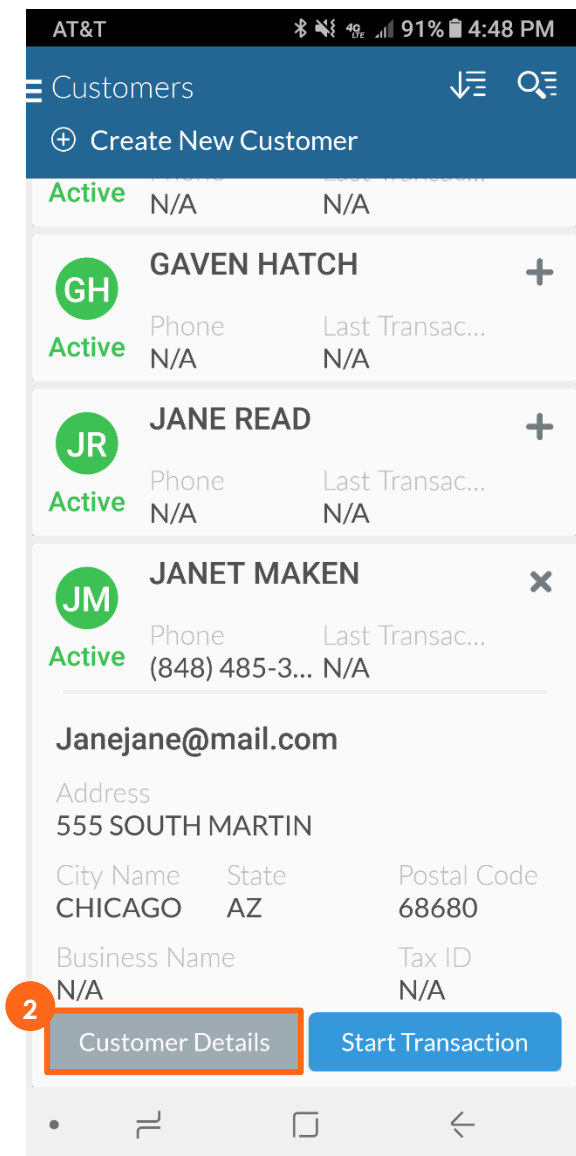 AT&T 4G LTE 91% 4:48 PM
Customers
Create New Customer
Active N/A N/A
GAVEN HATCH
GH
Phone Last Transac...
Active N/A N/A
JANE READ
JR
Phone Last Transac...
Active N/A N/A
JANET MAKEN
JM
Phone Last Transac...
Active (848) 485-3... N/A
Janejane@mail.com
Address
555 SOUTH MARTIN
City Name State Postal Code
CHICAGO AZ 68680
Business Name Tax ID
N/A N/A
2
Customer Details Start Transaction